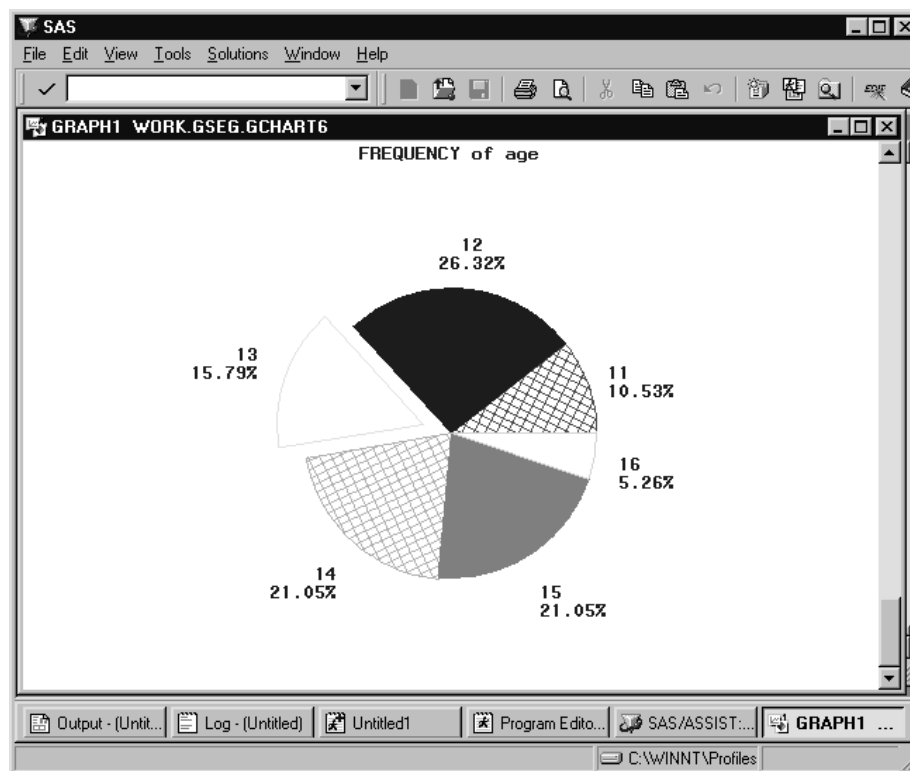 SAS
File Edit View Tools Solutions Window Help
GRAPH1 WORK.GSEG.GCHART6
FREQUENCY of age
12
26.32%
13
15.79%
11
10.53%
16
5.26%
14
21.05%
15
21.05%
Output - (Untit... Log - (Untitled) Untitled1 Program Edito... SAS/ASSIST:... GRAPH1 ...
C:\WINNT\Profiles